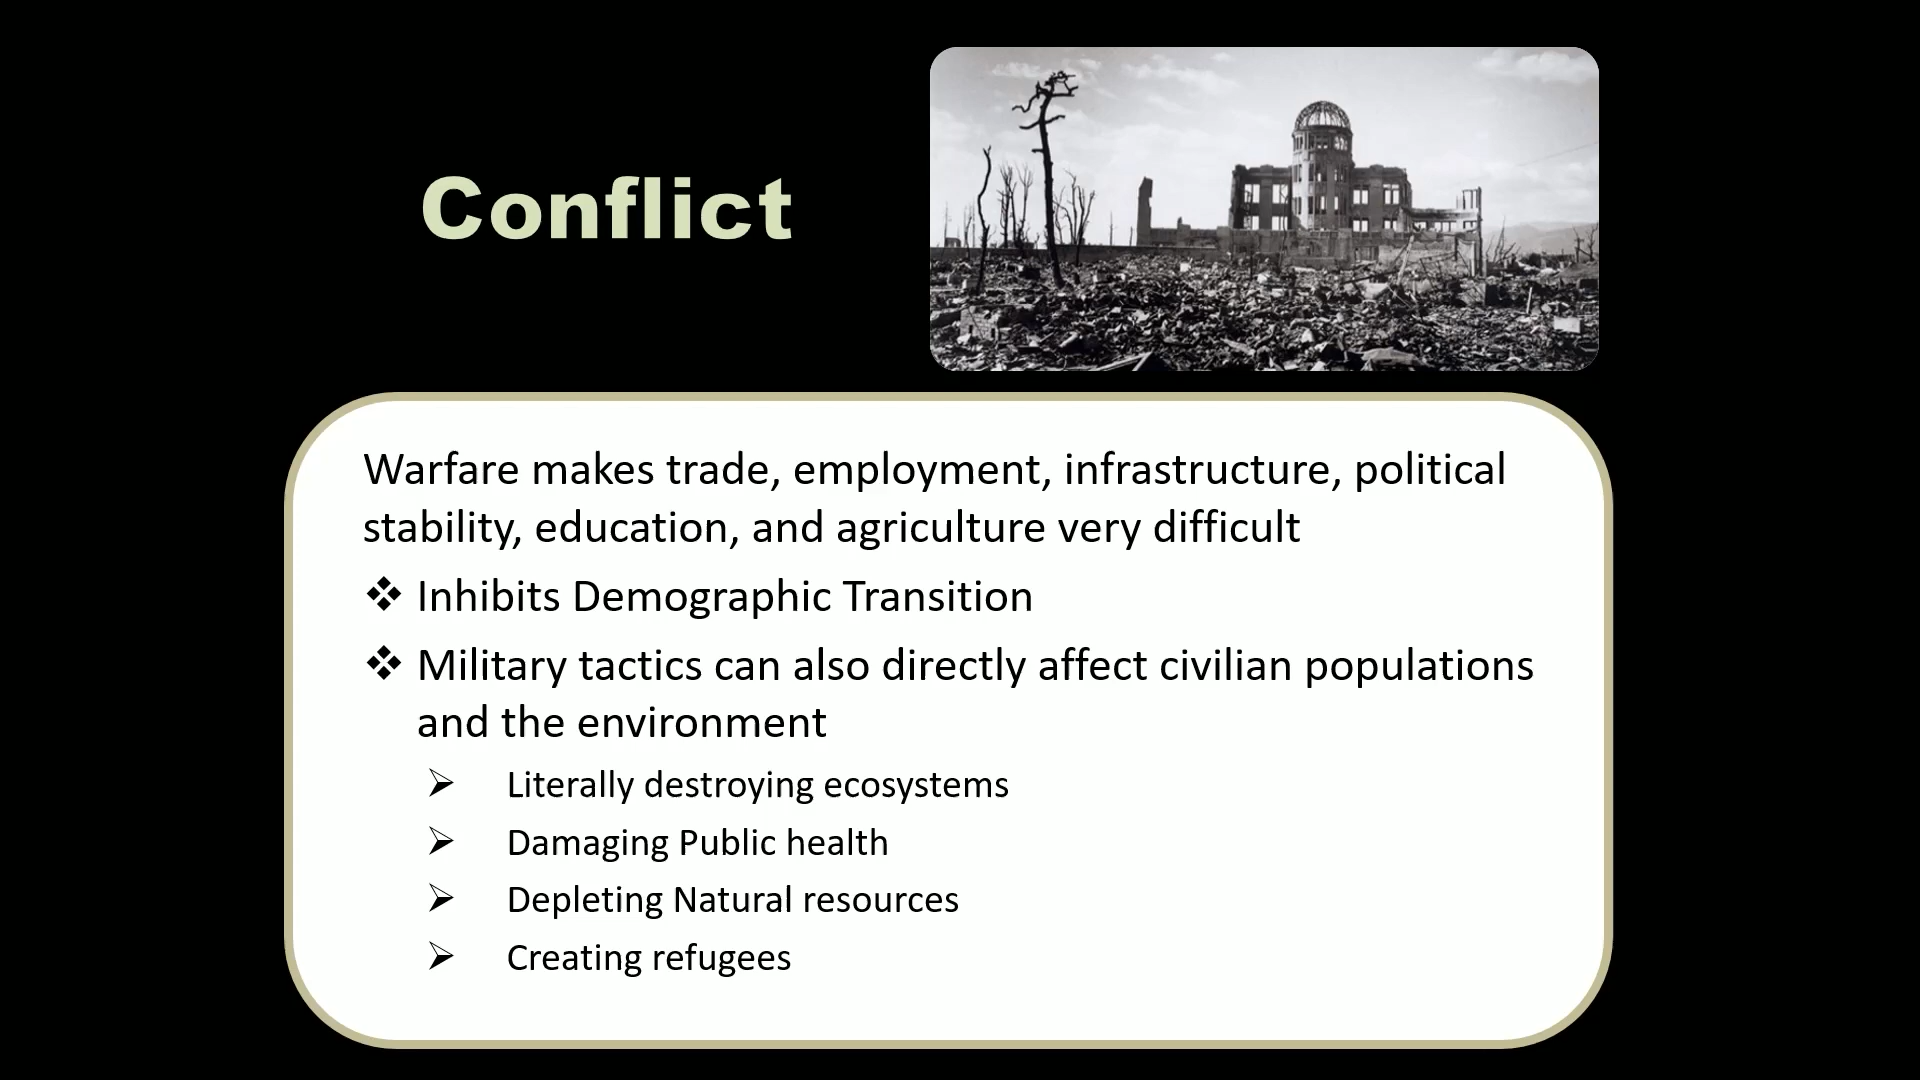 Conflict
Warfare makes trade, employment, infrastructure, political
stability, education, and agriculture very difficult
❖ Inhibits Demographic Transition
❖ Military tactics can also directly affect civilian populations
and the environment
➢ Literally destroying ecosystems
➢ Damaging Public health
➢ Depleting Natural resources
➢ Creating refugees